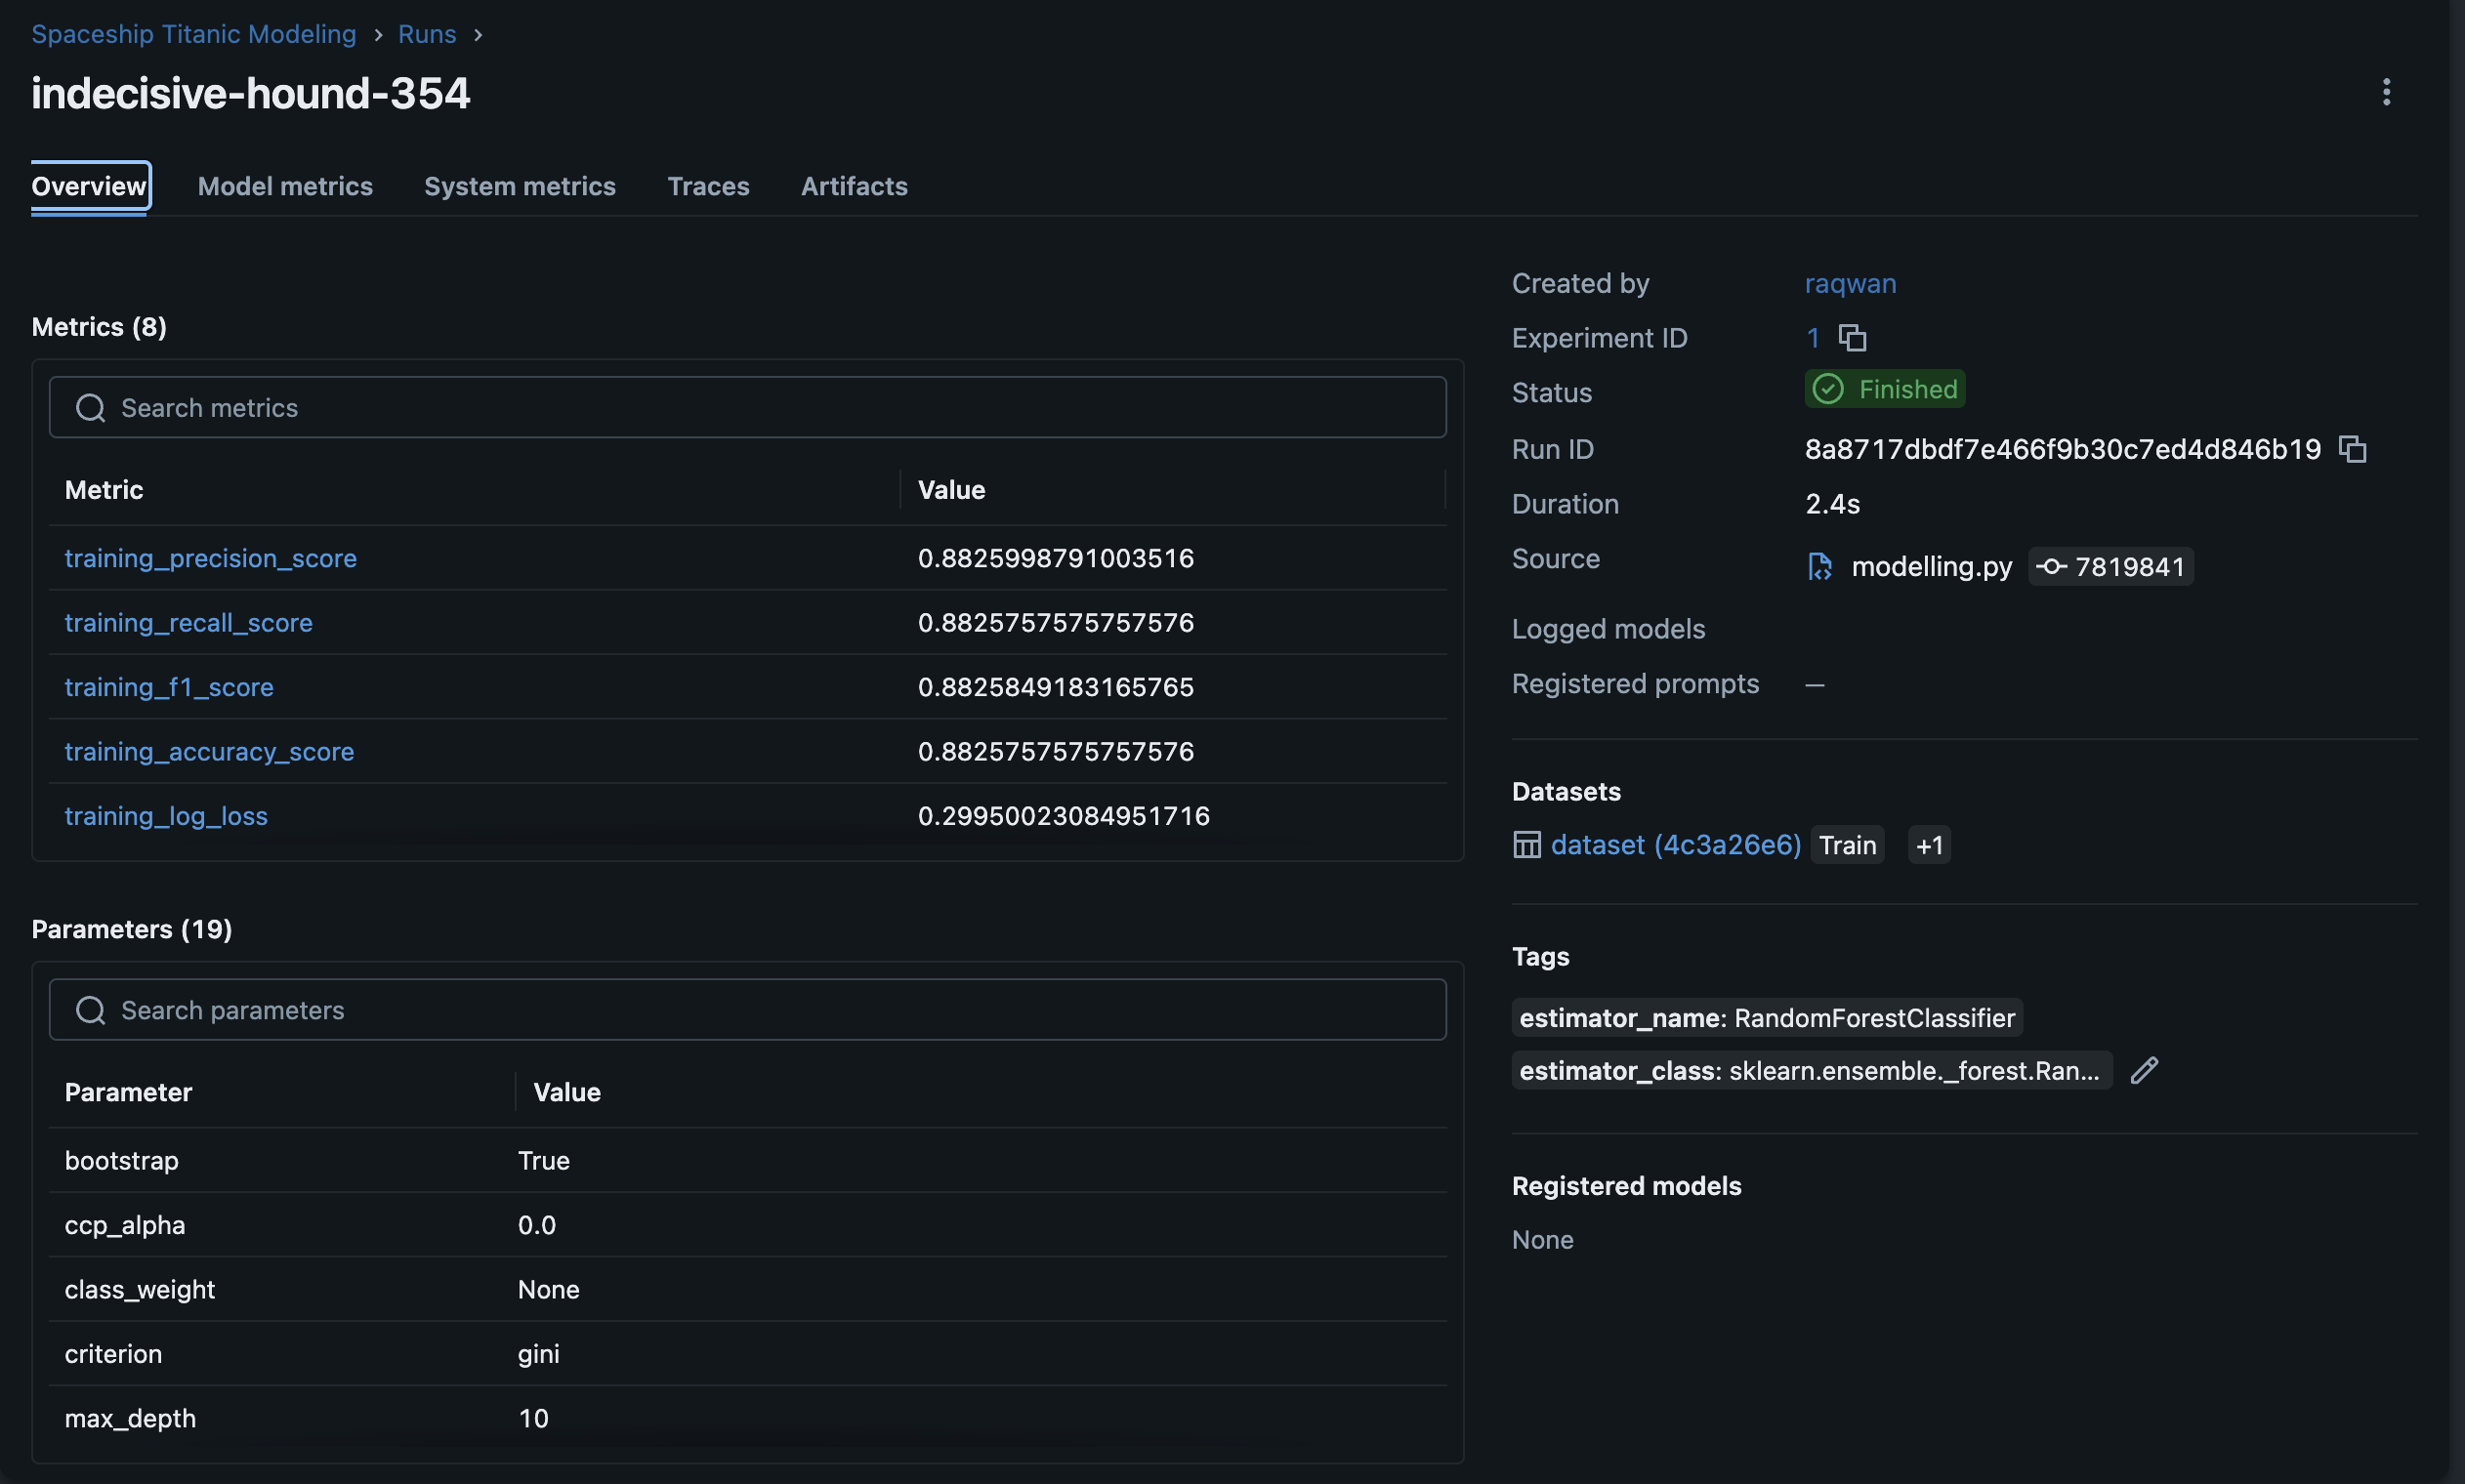 Spaceship Titanic Modeling > Runs >
indecisive-hound-354
Overview Model metrics System metrics Traces Artifacts
Metrics (8)
Search metrics
Metric Value
training_precision_score 0.8825998791003516
training_recall_score 0.8825757575757576
training_f1_score 0.8825849183165765
training_accuracy_score 0.8825757575757576
training_log_loss 0.29950023084951716
Parameters (19)
Search parameters
Parameter Value
bootstrap True
ccp_alpha 0.0
class_weight None
criterion gini
max_depth 10
Created by raqwan
Experiment ID 1
Status Finished
Run ID 8a8717dbdf7e466f9b30c7ed4d846b19
Duration 2.4s
Source modelling.py 7819841
Logged models
Registered prompts —
Datasets
dataset (4c3a26e6) Train +1
Tags
estimator_name: RandomForestClassifier
estimator_class: sklearn.ensemble._forest.Ran...
Registered models
None